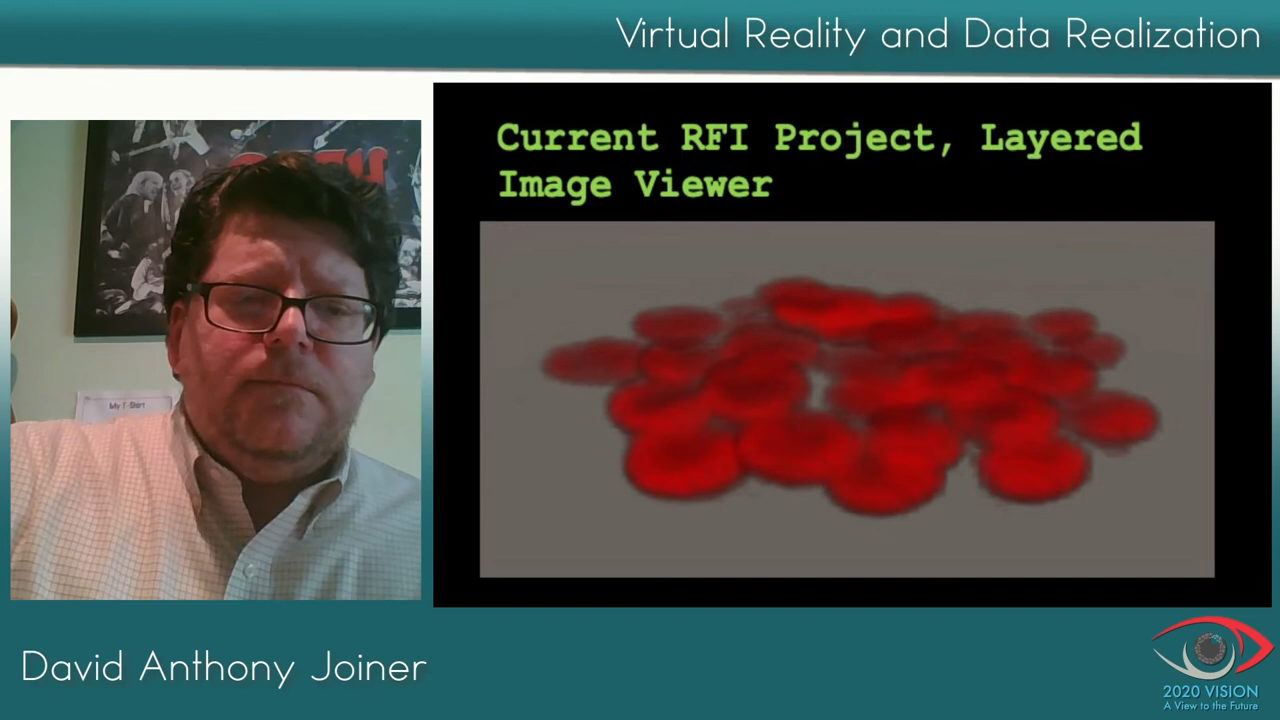 Virtual Reality and Data Realization
Current RFI Project, Layered
Image Viewer
My T-Shirt
David Anthony Joiner
2020 VISION
A View to the Future